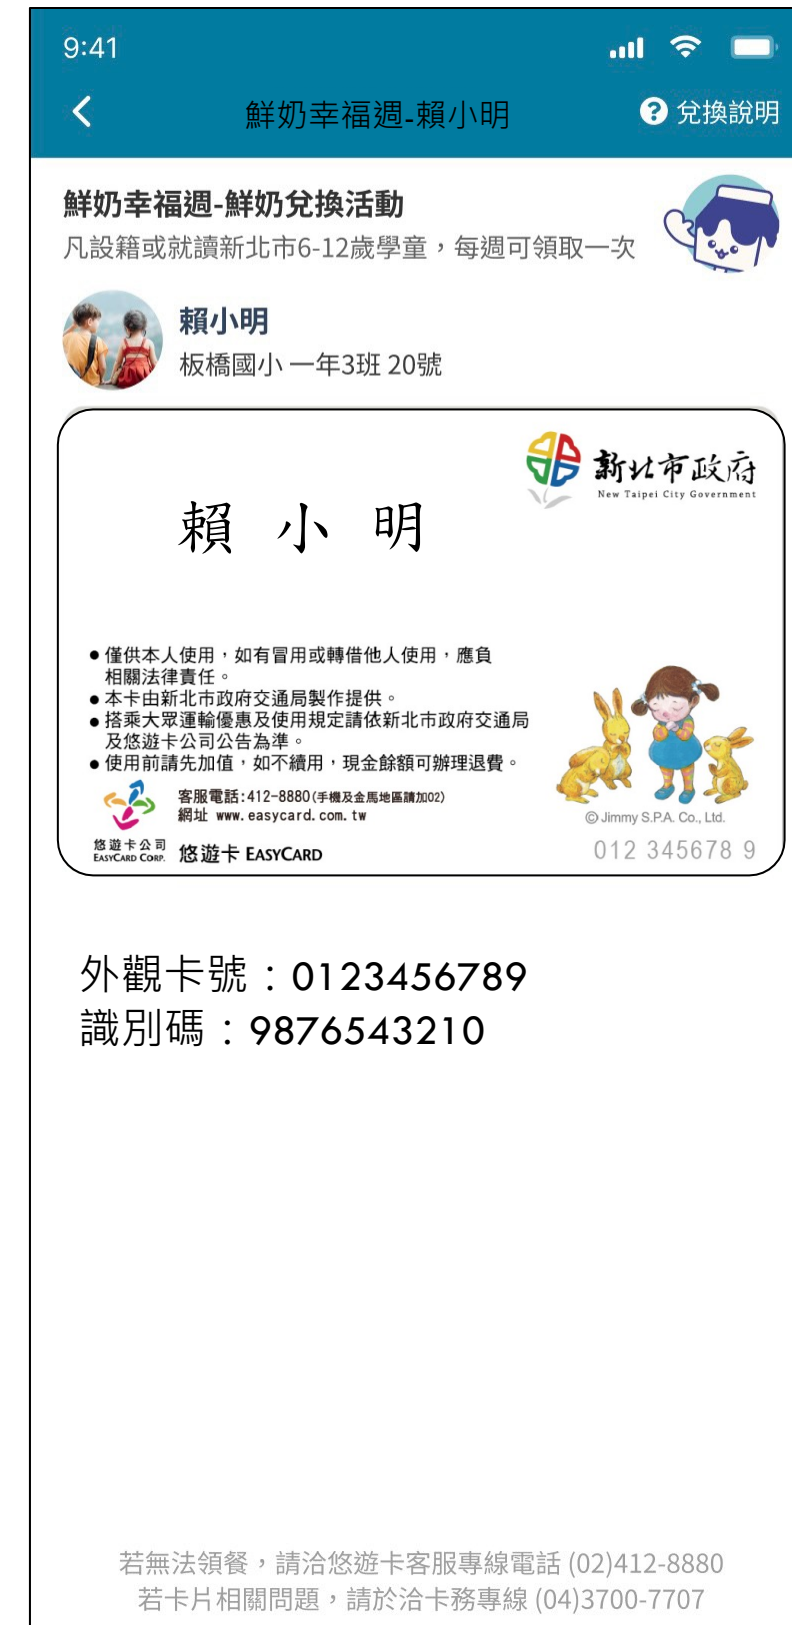 9:41
鮮奶幸福週-賴小明
? 兌換說明
鮮奶幸福週-鮮奶兌換活動
凡設籍或就讀新北市6-12歲學童，每週可領取一次
賴小明
板橋國小 一年3班 20號
新北市政府
New Taipei City Government
賴 小 明
●僅供本人使用，如有冒用或轉借他人使用，應負
相關法律責任。
●本卡由新北市政府交通局製作提供。
●搭乘大眾運輸優惠及使用規定請依新北市政府交通局
及悠遊卡公司公告為準。
●使用前請先加值，如不續用，現金餘額可辦理退費。
客服電話:412-8880(手機及金馬地區請加02)
網址 www.easycard.com.tw
© Jimmy S.P.A. Co., Ltd.
悠遊卡公司
EASYCARD CORP.
悠遊卡 EASYCARD
012 345678 9
外觀卡號：0123456789
識別碼：9876543210
若無法領餐，請洽悠遊卡客服專線電話 (02)412-8880
若卡片相關問題，請於洽卡務專線 (04)3700-7707